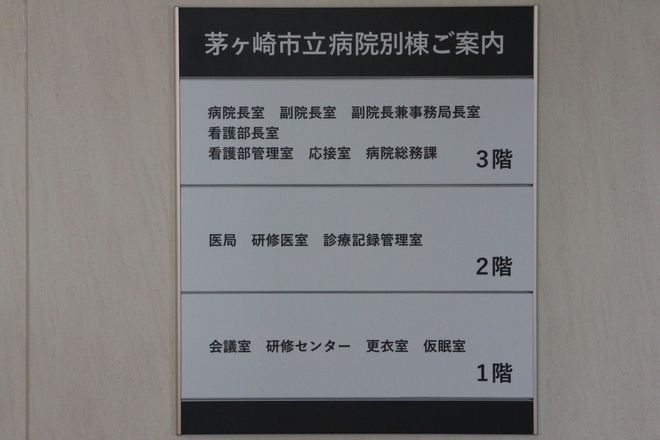 茅ヶ崎市立病院別棟ご案内
病院長室　副院長室　副院長兼事務局長室
看護部長室
看護部管理室　応接室　病院総務課
3階
医局　研修医室　診療記録管理室
2階
会議室　研修センター　更衣室　仮眠室
1階